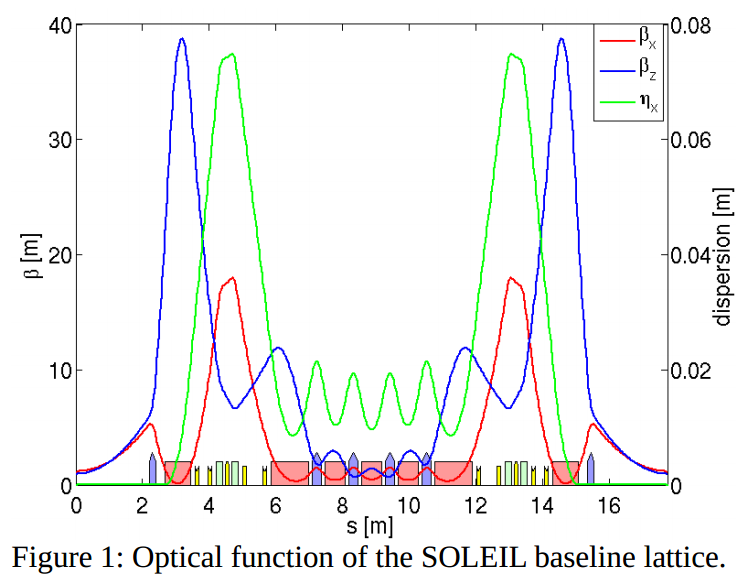 40
30
20
10
0
β [m]
0.08
0.06
0.04
0.02
0
dispersion [m]
βx
βz
ηx
0 2 4 6 8 10 12 14 16
s [m]
Figure 1: Optical function of the SOLEIL baseline lattice.